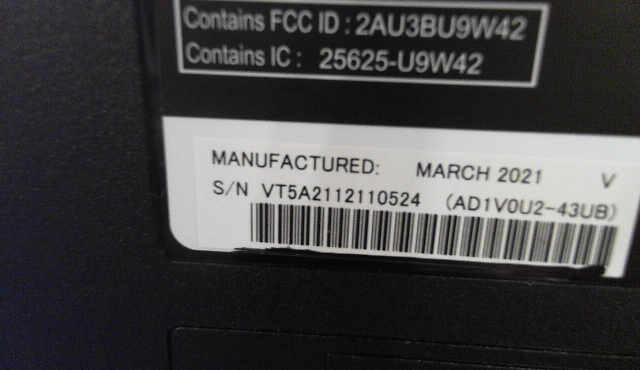 Contains FCC ID : 2AU3BU9W42
Contains IC : 25625-U9W42
MANUFACTURED: MARCH 2021 V
S/N VT5A2112110524 (AD1V0U2-43UB)